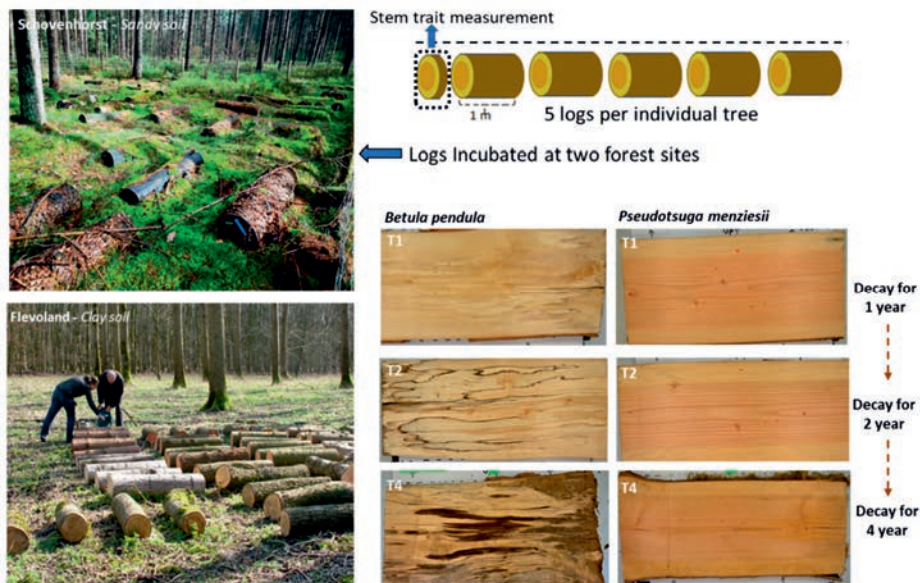 Schovenhorst - Sandy soil
Stem trait measurement
1 m
5 logs per individual tree
Logs Incubated at two forest sites
Betula pendula
Pseudotsuga menziesii
T1
T1
Decay for
1 year
Flevoland - Clay soil
T2
T2
Decay for
2 year
T4
T4
Decay for
4 year